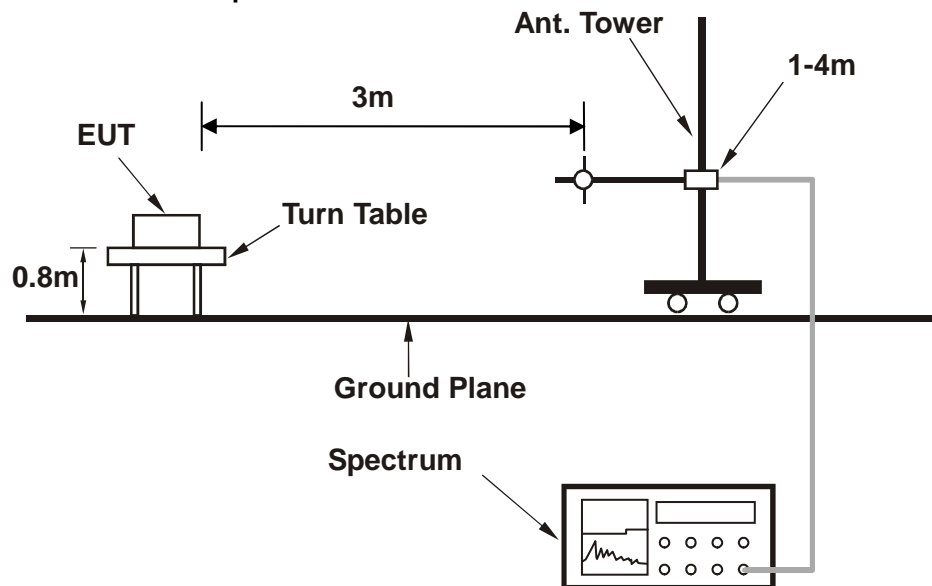 Ant. Tower
1-4m
3m
EUT
Turn Table
0.8m
Ground Plane
Spectrum